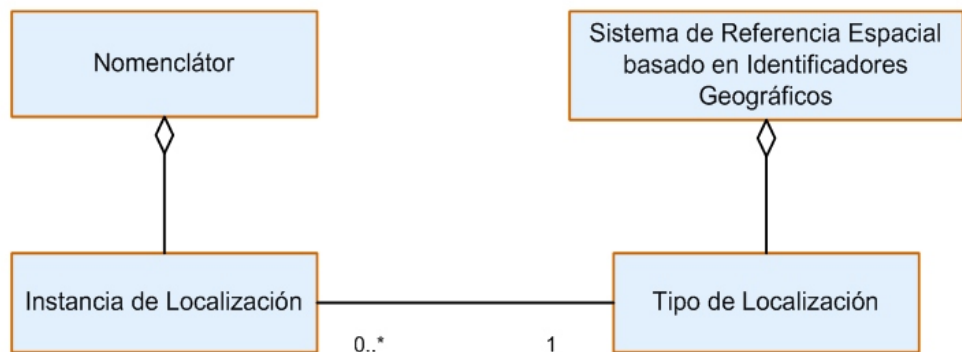 Nomenclátor
Sistema de Referencia Espacial
basado en Identificadores
Geográficos
Instancia de Localización
Tipo de Localización
0..*
1